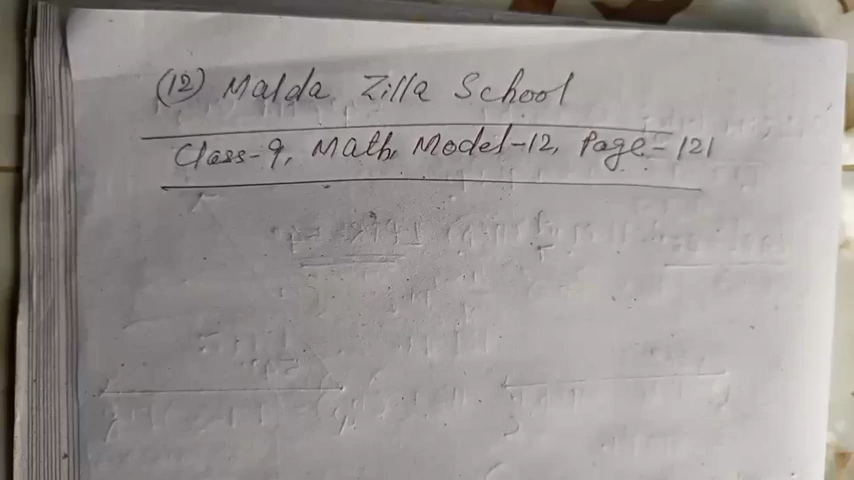 (12) Malda Zilla School
Class-9, Math, Model-12, Page-121